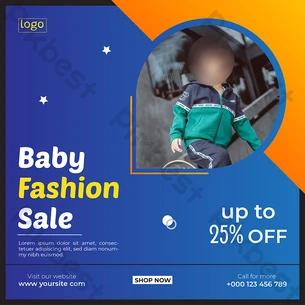 logo
Baby
Fashion
Sale
Lorem ipsum dolor sit amet, consec-
tetuer adipiscing elit, sed diam nonum-
my nibh euismod.
up to
25% OFF
Visit our website
www.yoursite.com
SHOP NOW
Call for more
+000 123 456 789